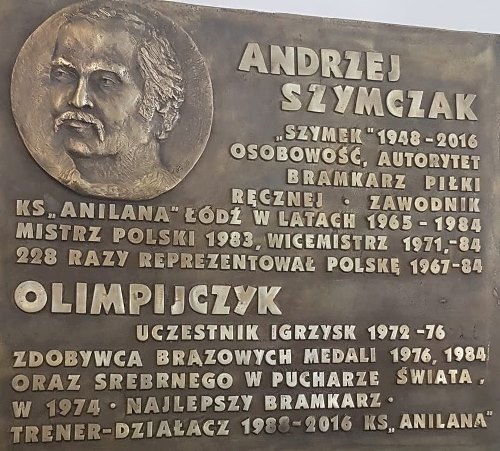 ANDRZEJ
SZYMCZAK
„SZYMEK" 1948-2016
OSOBOWOŚĆ, AUTORYTET
BRAMKARZ PIŁKI
RĘCZNEJ · ZAWODNIK
KS „ANILANA" ŁÓDŹ W LATACH 1965-1984
MISTRZ POLSKI 1983, WICEMISTRZ 1971,-84
228 RAZY REPREZENTOWAŁ POLSKĘ 1967-84
OLIMPIJCZYK
UCZESTNIK IGRZYSK 1972-76
ZDOBYWCA BRĄZOWYCH MEDALI 1976, 1984
ORAZ SREBRNEGO W PUCHARZE ŚWIATA,
W 1974 · NAJLEPSZY BRAMKARZ ·
TRENER-DZIAŁACZ 1988-2016 KS „ANILANA"